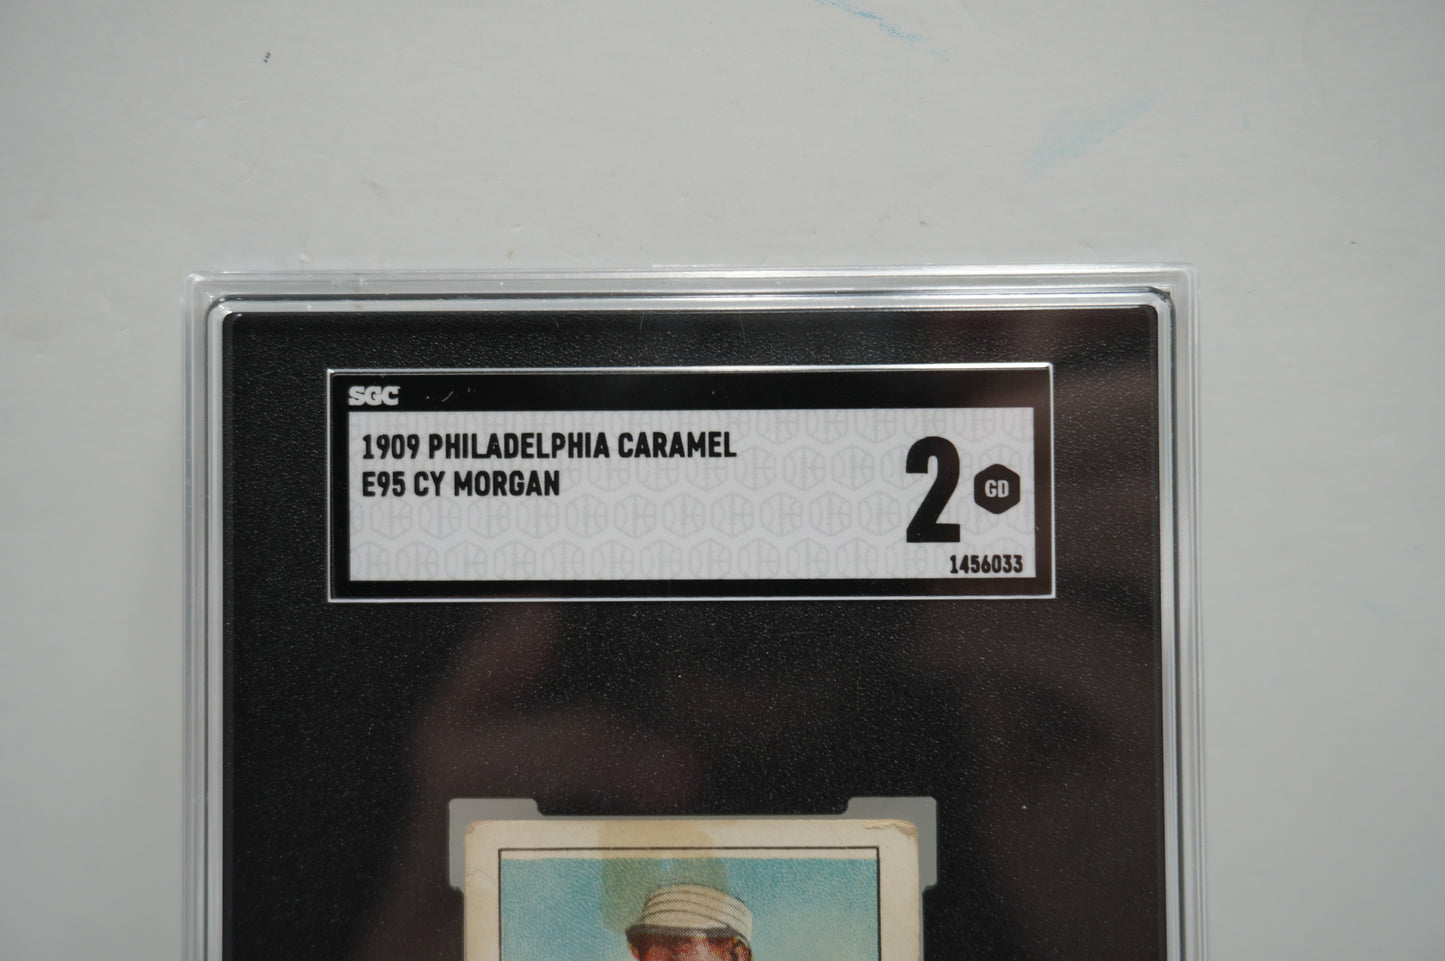 SGC
1909 PHILADELPHIA CARAMEL
E95 CY MORGAN
2 GD
1456033